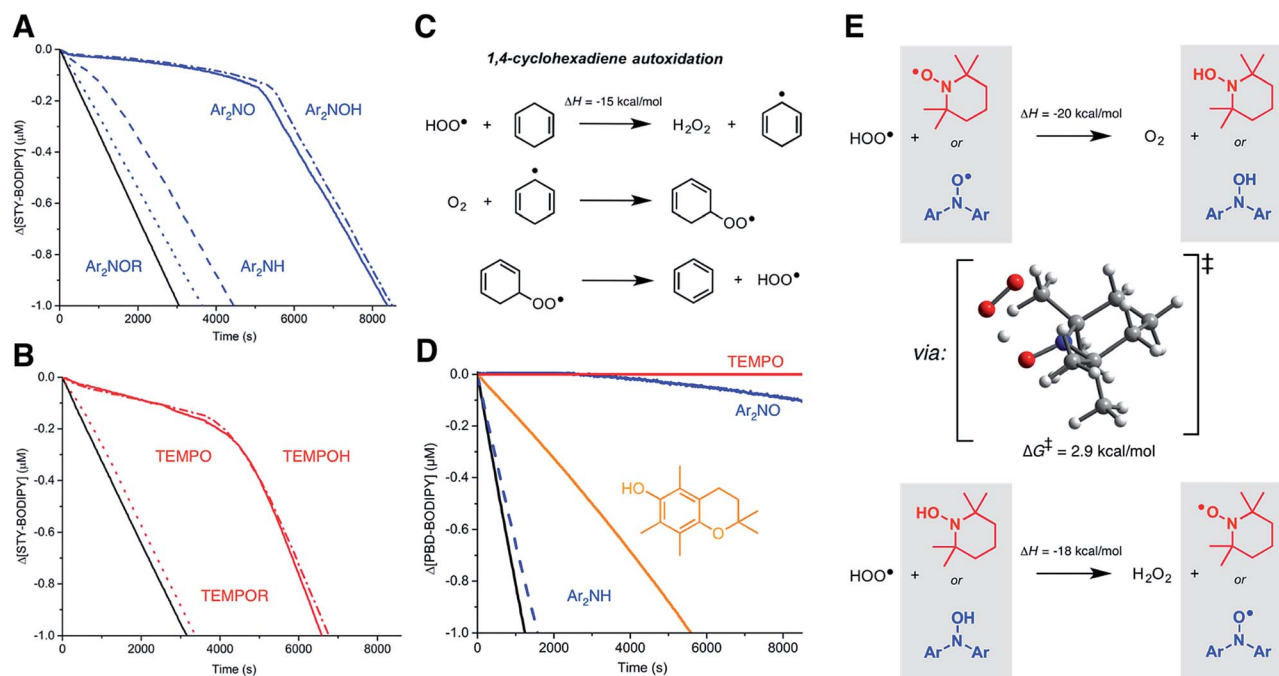 A
0.0
-0.2
-0.4
-0.6
-0.8
-1.0
Δ[STY-BODIPY] (µM)
Ar₂NO
Ar₂NOH
Ar₂NOR
Ar₂NH
0
2000
4000
6000
8000
Time (s)
B
0.0
-0.2
-0.4
-0.6
-0.8
-1.0
Δ[STY-BODIPY] (µM)
TEMPO
TEMPOH
TEMPOR
0
2000
4000
6000
8000
Time (s)
C
1,4-cyclohexadiene autoxidation
ΔH = -15 kcal/mol
HOO• + H₂O₂ + •
O₂ + • OO•
OO• + HOO•
D
0.0
-0.2
-0.4
-0.6
-0.8
-1.0
Δ[PBD-BODIPY] (µM)
TEMPO
Ar₂NO
HO
O
Ar₂NH
0
2000
4000
6000
8000
Time (s)
E
•O N HO N
ΔH = -20 kcal/mol
HOO• + or O₂ + or
O• OH
Ar N Ar Ar N Ar
via: ‡
ΔG‡ = 2.9 kcal/mol
HO N •O N
ΔH = -18 kcal/mol
HOO• + or H₂O₂ + or
OH O•
Ar N Ar Ar N Ar